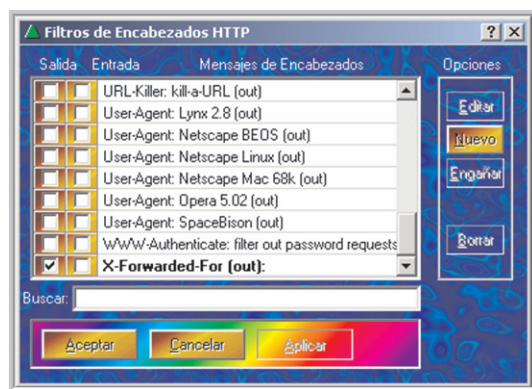 Filtros de Encabezados HTTP
Salida Entrada Mensajes de Encabezados Opciones
URL-Killer: kill-a-URL (out)
User-Agent: Lynx 2.8 (out)
User-Agent: Netscape BEOS (out)
User-Agent: Netscape Linux (out)
User-Agent: Netscape Mac 68k (out)
User-Agent: Opera 5.02 (out)
User-Agent: SpaceBison (out)
WWW-Authenticate: filter out password requests
X-Forwarded-For (out):
Editar
Nuevo
Engañar
Borrar
Buscar:
Aceptar Cancelar Aplicar